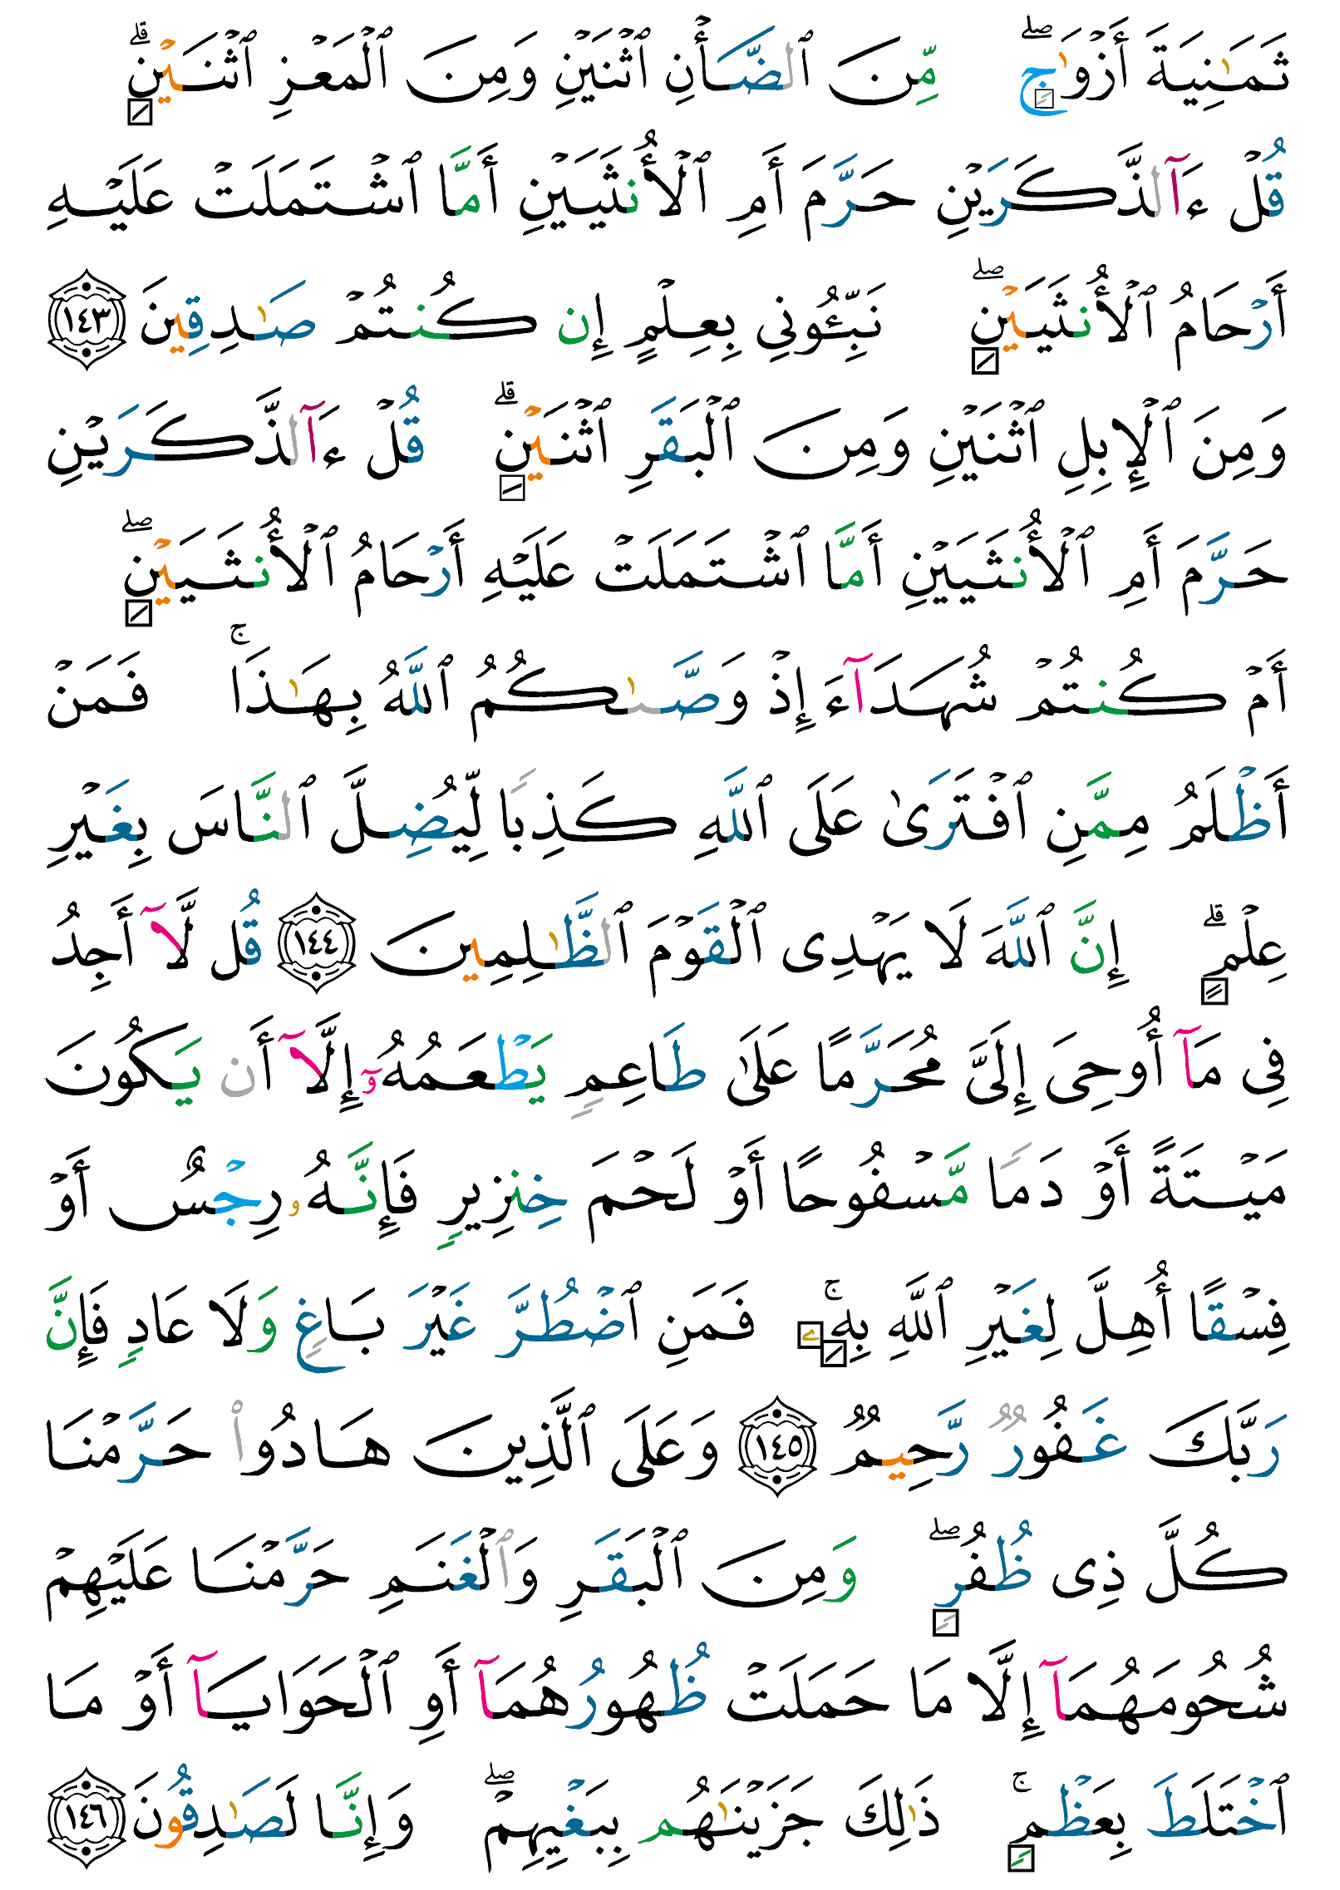 ثَمَـٰنِيَةَ أَزْوَٰجٍ ۖ مِّنَ ٱلضَّأْنِ ٱثْنَيْنِ وَمِنَ ٱلْمَعْزِ ٱثْنَيْنِ ۗ
قُلْ ءَآلذَّكَرَيْنِ حَرَّمَ أَمِ ٱلْأُنثَيَيْنِ أَمَّا ٱشْتَمَلَتْ عَلَيْهِ
أَرْحَامُ ٱلْأُنثَيَيْنِ ۖ نَبِّـُٔونِي بِعِلْمٍ إِن كُنتُمْ صَـٰدِقِينَ ١٤٣
وَمِنَ ٱلْإِبِلِ ٱثْنَيْنِ وَمِنَ ٱلْبَقَرِ ٱثْنَيْنِ ۗ قُلْ ءَآلذَّكَرَيْنِ
حَرَّمَ أَمِ ٱلْأُنثَيَيْنِ أَمَّا ٱشْتَمَلَتْ عَلَيْهِ أَرْحَامُ ٱلْأُنثَيَيْنِ ۖ
أَمْ كُنتُمْ شُهَدَآءَ إِذْ وَصَّىٰكُمُ ٱللَّهُ بِهَـٰذَا ۚ فَمَنْ
أَظْلَمُ مِمَّنِ ٱفْتَرَىٰ عَلَى ٱللَّهِ كَذِبًا لِّيُضِلَّ ٱلنَّاسَ بِغَيْرِ
عِلْمٍ ۗ إِنَّ ٱللَّهَ لَا يَهْدِى ٱلْقَوْمَ ٱلظَّـٰلِمِينَ ١٤٤ قُل لَّآ أَجِدُ
فِى مَآ أُوحِىَ إِلَىَّ مُحَرَّمًا عَلَىٰ طَاعِمٍ يَطْعَمُهُۥٓ إِلَّآ أَن يَكُونَ
مَيْتَةً أَوْ دَمًا مَّسْفُوحًا أَوْ لَحْمَ خِنزِيرٍ فَإِنَّهُۥ رِجْسٌ أَوْ
فِسْقًا أُهِلَّ لِغَيْرِ ٱللَّهِ بِهِۦ ۚ فَمَنِ ٱضْطُرَّ غَيْرَ بَاغٍ وَلَا عَادٍ فَإِنَّ
رَبَّكَ غَفُورٌ رَّحِيمٌ ١٤٥ وَعَلَى ٱلَّذِينَ هَادُوا۟ حَرَّمْنَا
كُلَّ ذِى ظُفُرٍ ۖ وَمِنَ ٱلْبَقَرِ وَٱلْغَنَمِ حَرَّمْنَا عَلَيْهِمْ
شُحُومَهُمَآ إِلَّا مَا حَمَلَتْ ظُهُورُهُمَآ أَوِ ٱلْحَوَايَآ أَوْ مَا
ٱخْتَلَطَ بِعَظْمٍ ۚ ذَٰلِكَ جَزَيْنَـٰهُم بِبَغْيِهِمْ ۖ وَإِنَّا لَصَـٰدِقُونَ ١٤٦